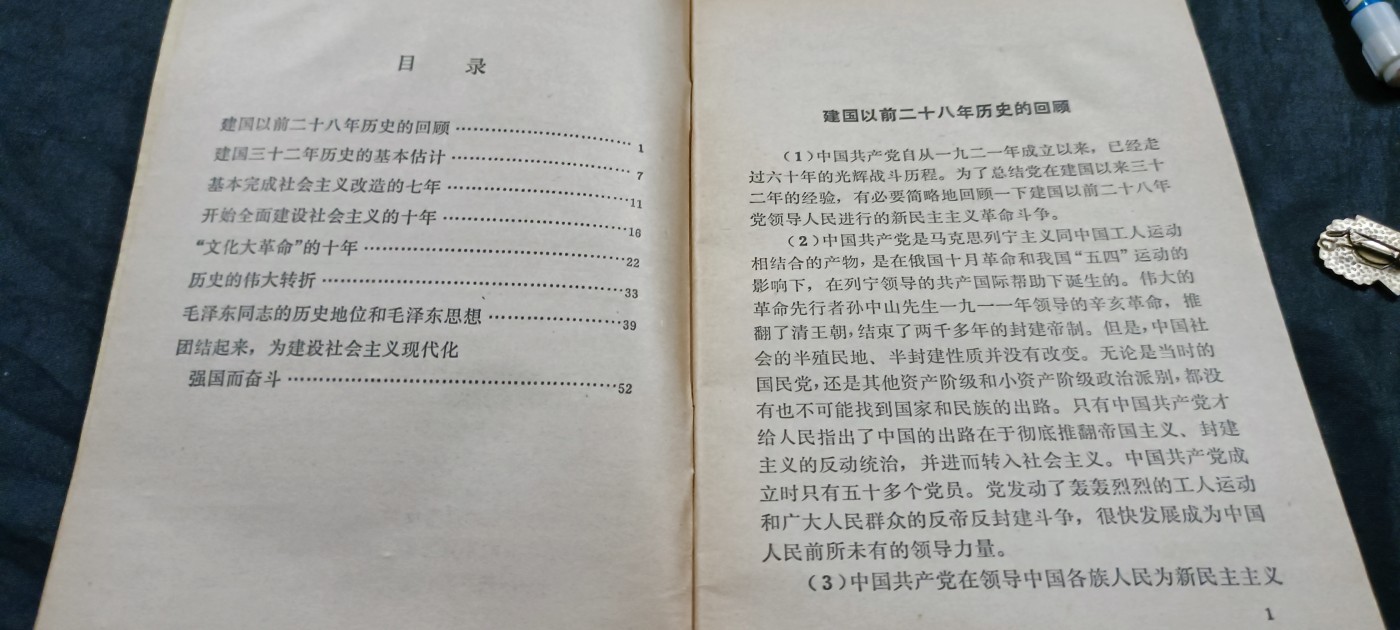 目 录
建国以前二十八年历史的回顾……………………1
建国三十二年历史的基本估计……………………7
基本完成社会主义改造的七年……………………11
开始全面建设社会主义的十年……………………16
“文化大革命”的十年……………………22
历史的伟大转折……………………33
毛泽东同志的历史地位和毛泽东思想……………………39
团结起来，为建设社会主义现代化
强国而奋斗……………………52
建国以前二十八年历史的回顾
（1）中国共产党自从一九二一年成立以来，已经走
过六十年的光辉战斗历程。为了总结党在建国以来三十
二年的经验，有必要简略地回顾一下建国以前二十八年
党领导人民进行的新民主主义革命斗争。
（2）中国共产党是马克思列宁主义同中国工人运动
相结合的产物，是在俄国十月革命和我国“五四”运动的
影响下，在列宁领导的共产国际帮助下诞生的。伟大的
革命先行者孙中山先生一九一一年领导的辛亥革命，推
翻了清王朝，结束了两千多年的封建帝制。但是，中国社
会的半殖民地、半封建性质并没有改变。无论是当时的
国民党，还是其他资产阶级和小资产阶级政治派别，都没
有也不可能找到国家和民族的出路。只有中国共产党才
给人民指出了中国的出路在于彻底推翻帝国主义、封建
主义的反动统治，并进而转入社会主义。中国共产党成
立时只有五十多个党员。党发动了轰轰烈烈的工人运动
和广大人民群众的反帝反封建斗争，很快发展成为中国
人民前所未有的领导力量。
（3）中国共产党在领导中国各族人民为新民主主义
1